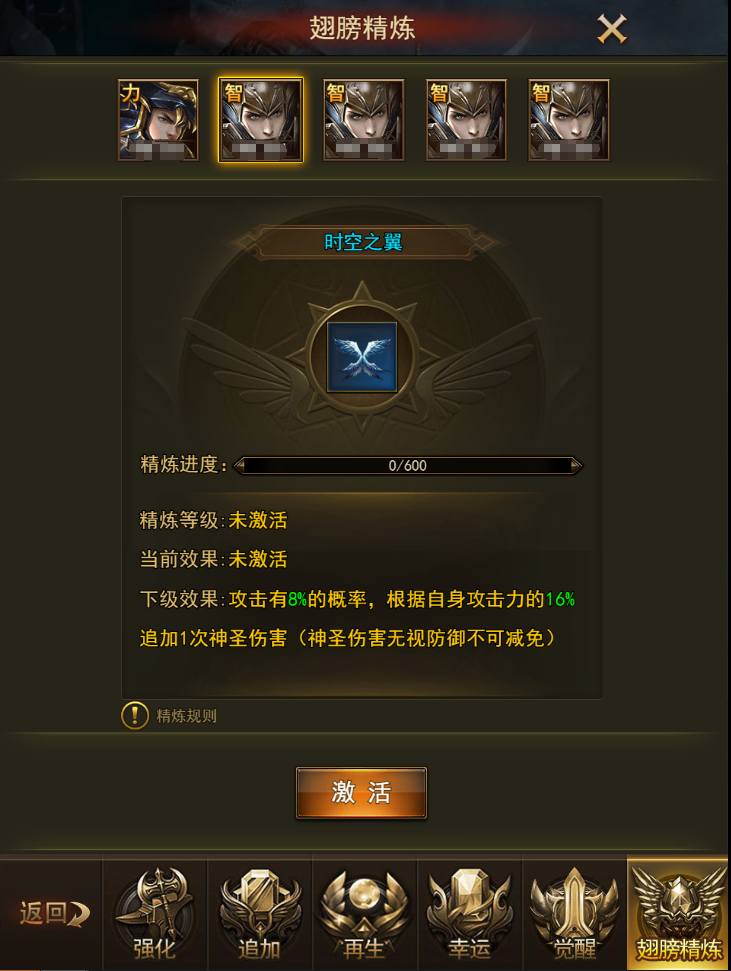 翅膀精炼
力
智
智
智
智
时空之翼
精炼进度：
0/600
精炼等级:未激活
当前效果:未激活
下级效果:攻击有8%的概率，根据自身攻击力的16%
追加1次神圣伤害（神圣伤害无视防御不可减免）
! 精炼规则
激 活
返回
强化
追加
再生
幸运
觉醒
翅膀精炼